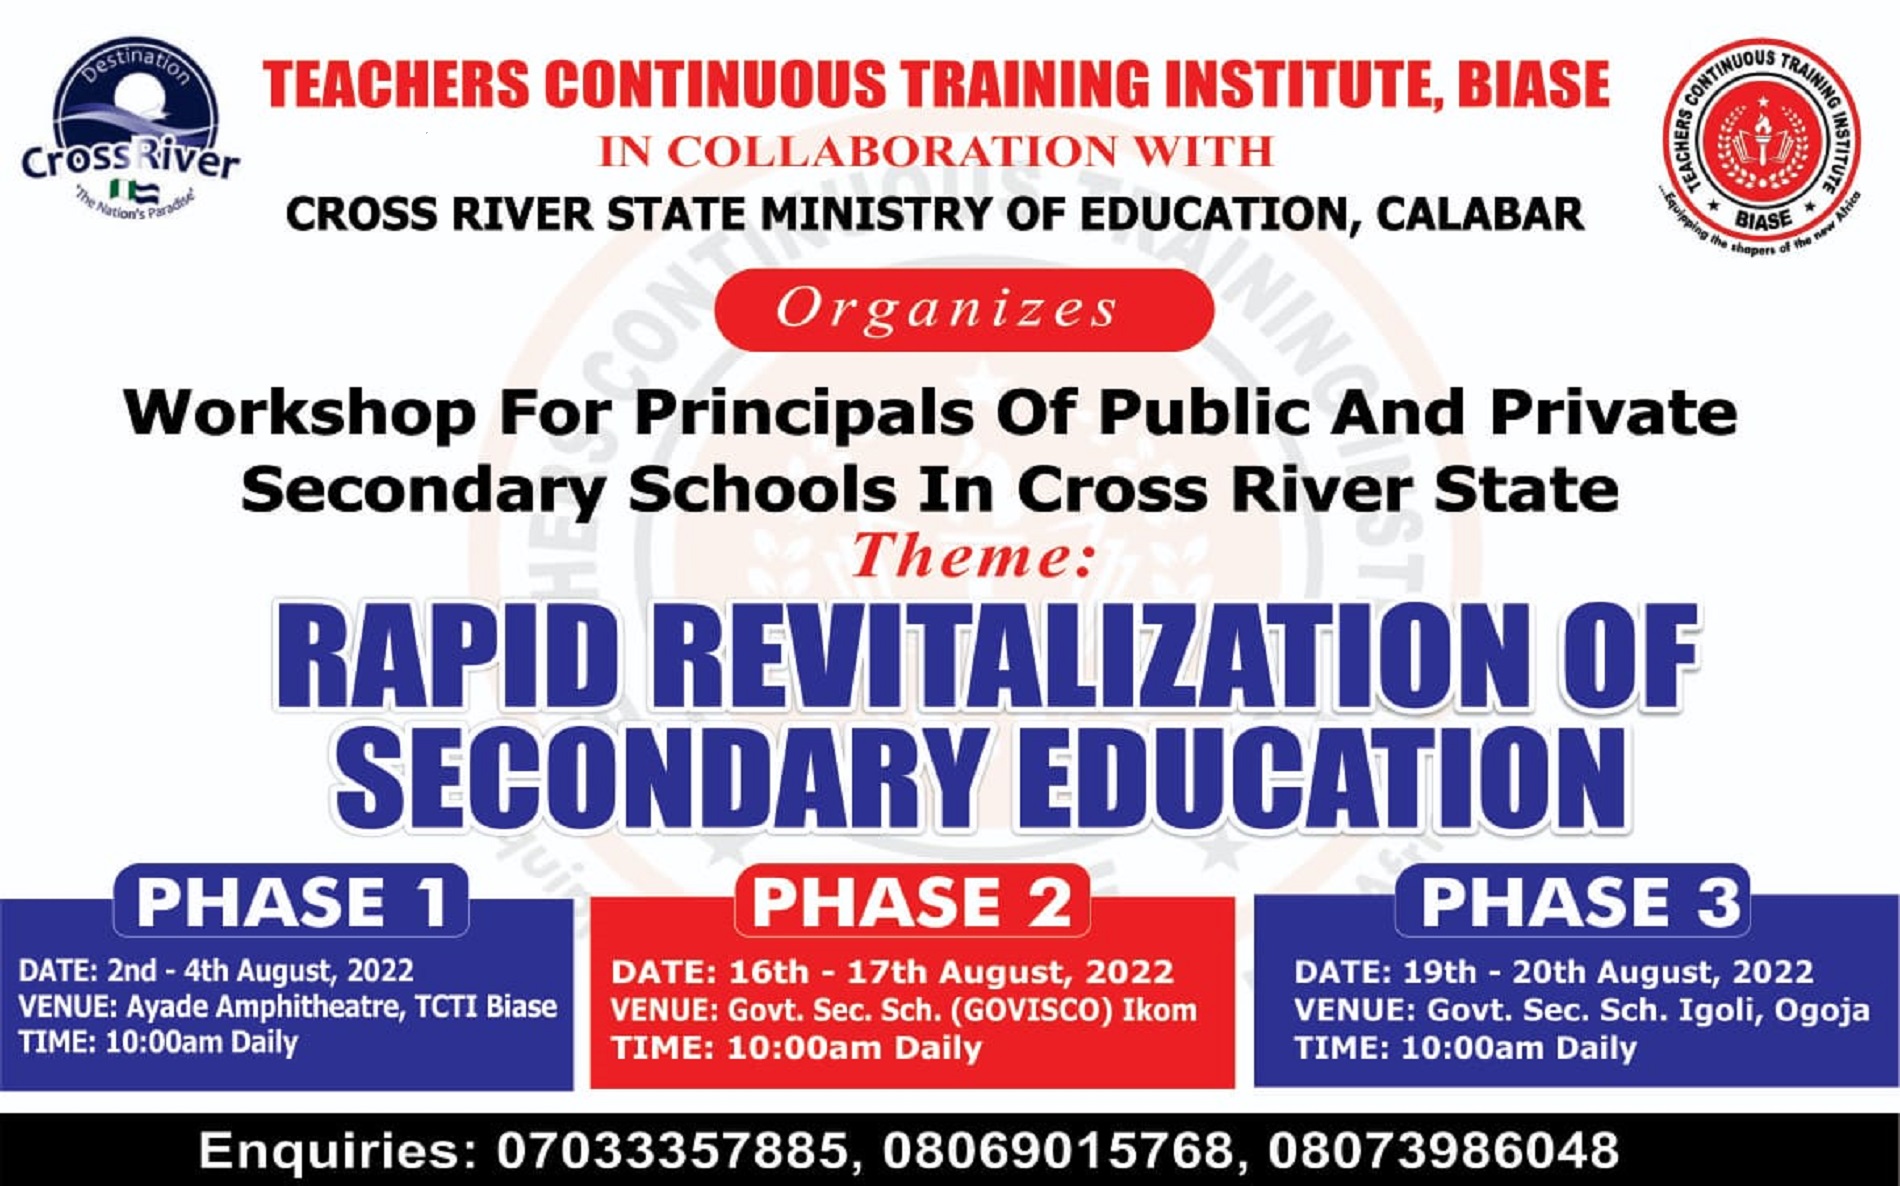 Destination
CrossRiver
'The Nation's Paradise'
TEACHERS CONTINUOUS TRAINING INSTITUTE, BIASE
IN COLLABORATION WITH
CROSS RIVER STATE MINISTRY OF EDUCATION, CALABAR
TEACHERS CONTINUOUS TRAINING INSTITUTE
★ BIASE ★
...Equipping the shapers of the new Africa
Organizes
Workshop For Principals Of Public And Private
Secondary Schools In Cross River State
Theme:
RAPID REVITALIZATION OF
SECONDARY EDUCATION
PHASE 1
DATE: 2nd - 4th August, 2022
VENUE: Ayade Amphitheatre, TCTI Biase
TIME: 10:00am Daily
PHASE 2
DATE: 16th - 17th August, 2022
VENUE: Govt. Sec. Sch. (GOVISCO) Ikom
TIME: 10:00am Daily
PHASE 3
DATE: 19th - 20th August, 2022
VENUE: Govt. Sec. Sch. Igoli, Ogoja
TIME: 10:00am Daily
Enquiries: 07033357885, 08069015768, 08073986048